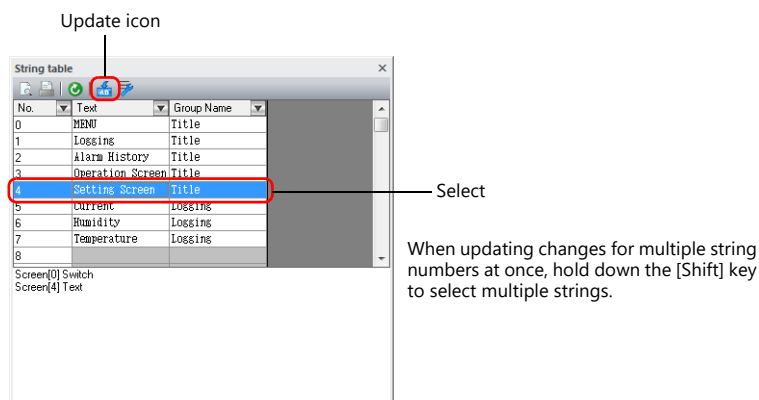 Update icon
String table
No. Text Group Name
0 MENU Title
1 Logging Title
2 Alarm History Title
3 Operation Screen Title
4 Setting Screen Title
5 Current Logging
6 Humidity Logging
7 Temperature Logging
8
Screen[0] Switch
Screen[4] Text
Select
When updating changes for multiple string
numbers at once, hold down the [Shift] key
to select multiple strings.